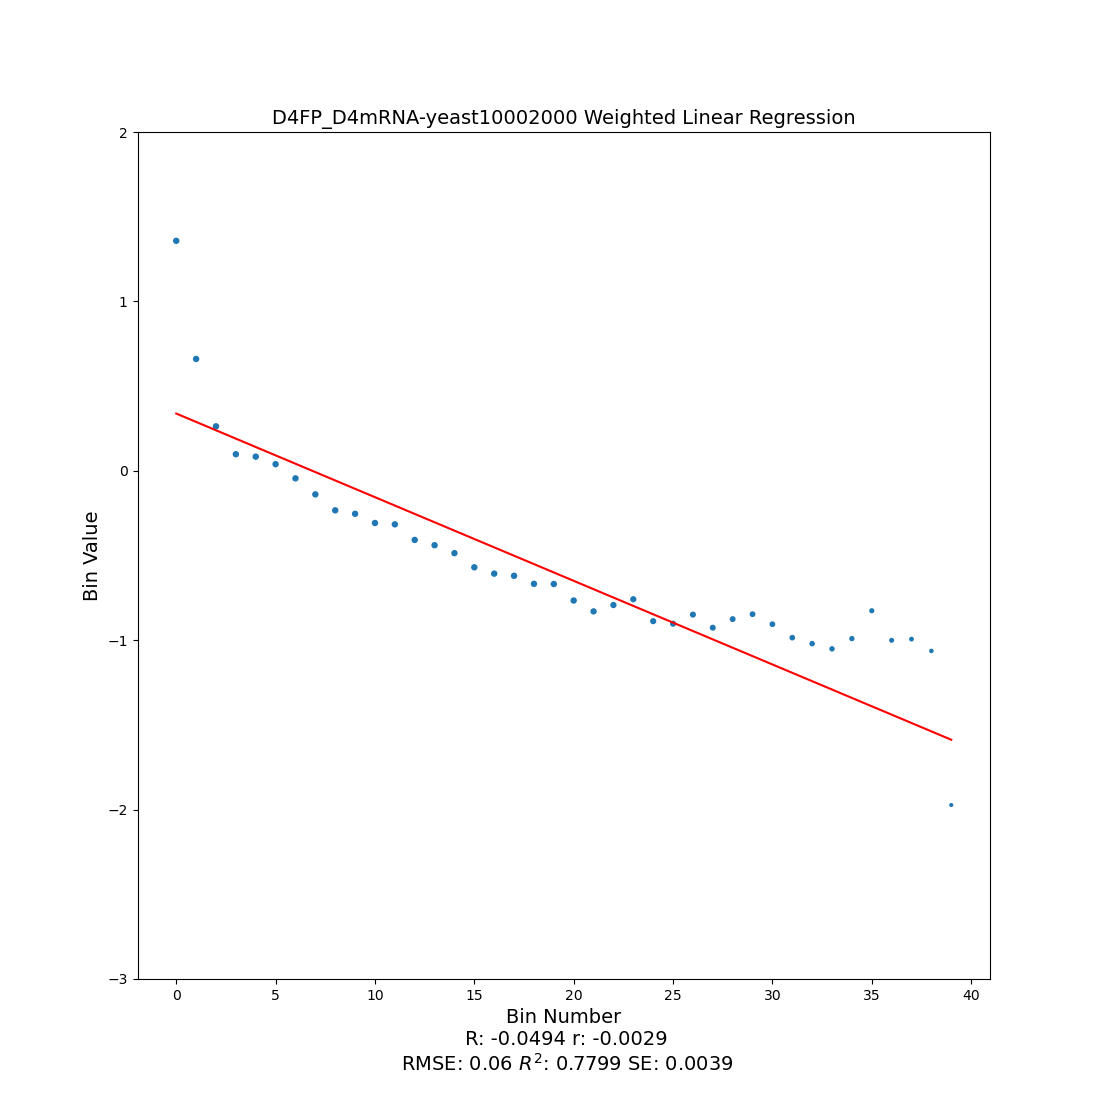 D4FP_D4mRNA-yeast10002000 Weighted Linear Regression
2
1
0
−1
−2
−3
Bin Value
0 5 10 15 20 25 30 35 40
Bin Number
R: -0.0494 r: -0.0029
RMSE: 0.06 R²: 0.7799 SE: 0.0039